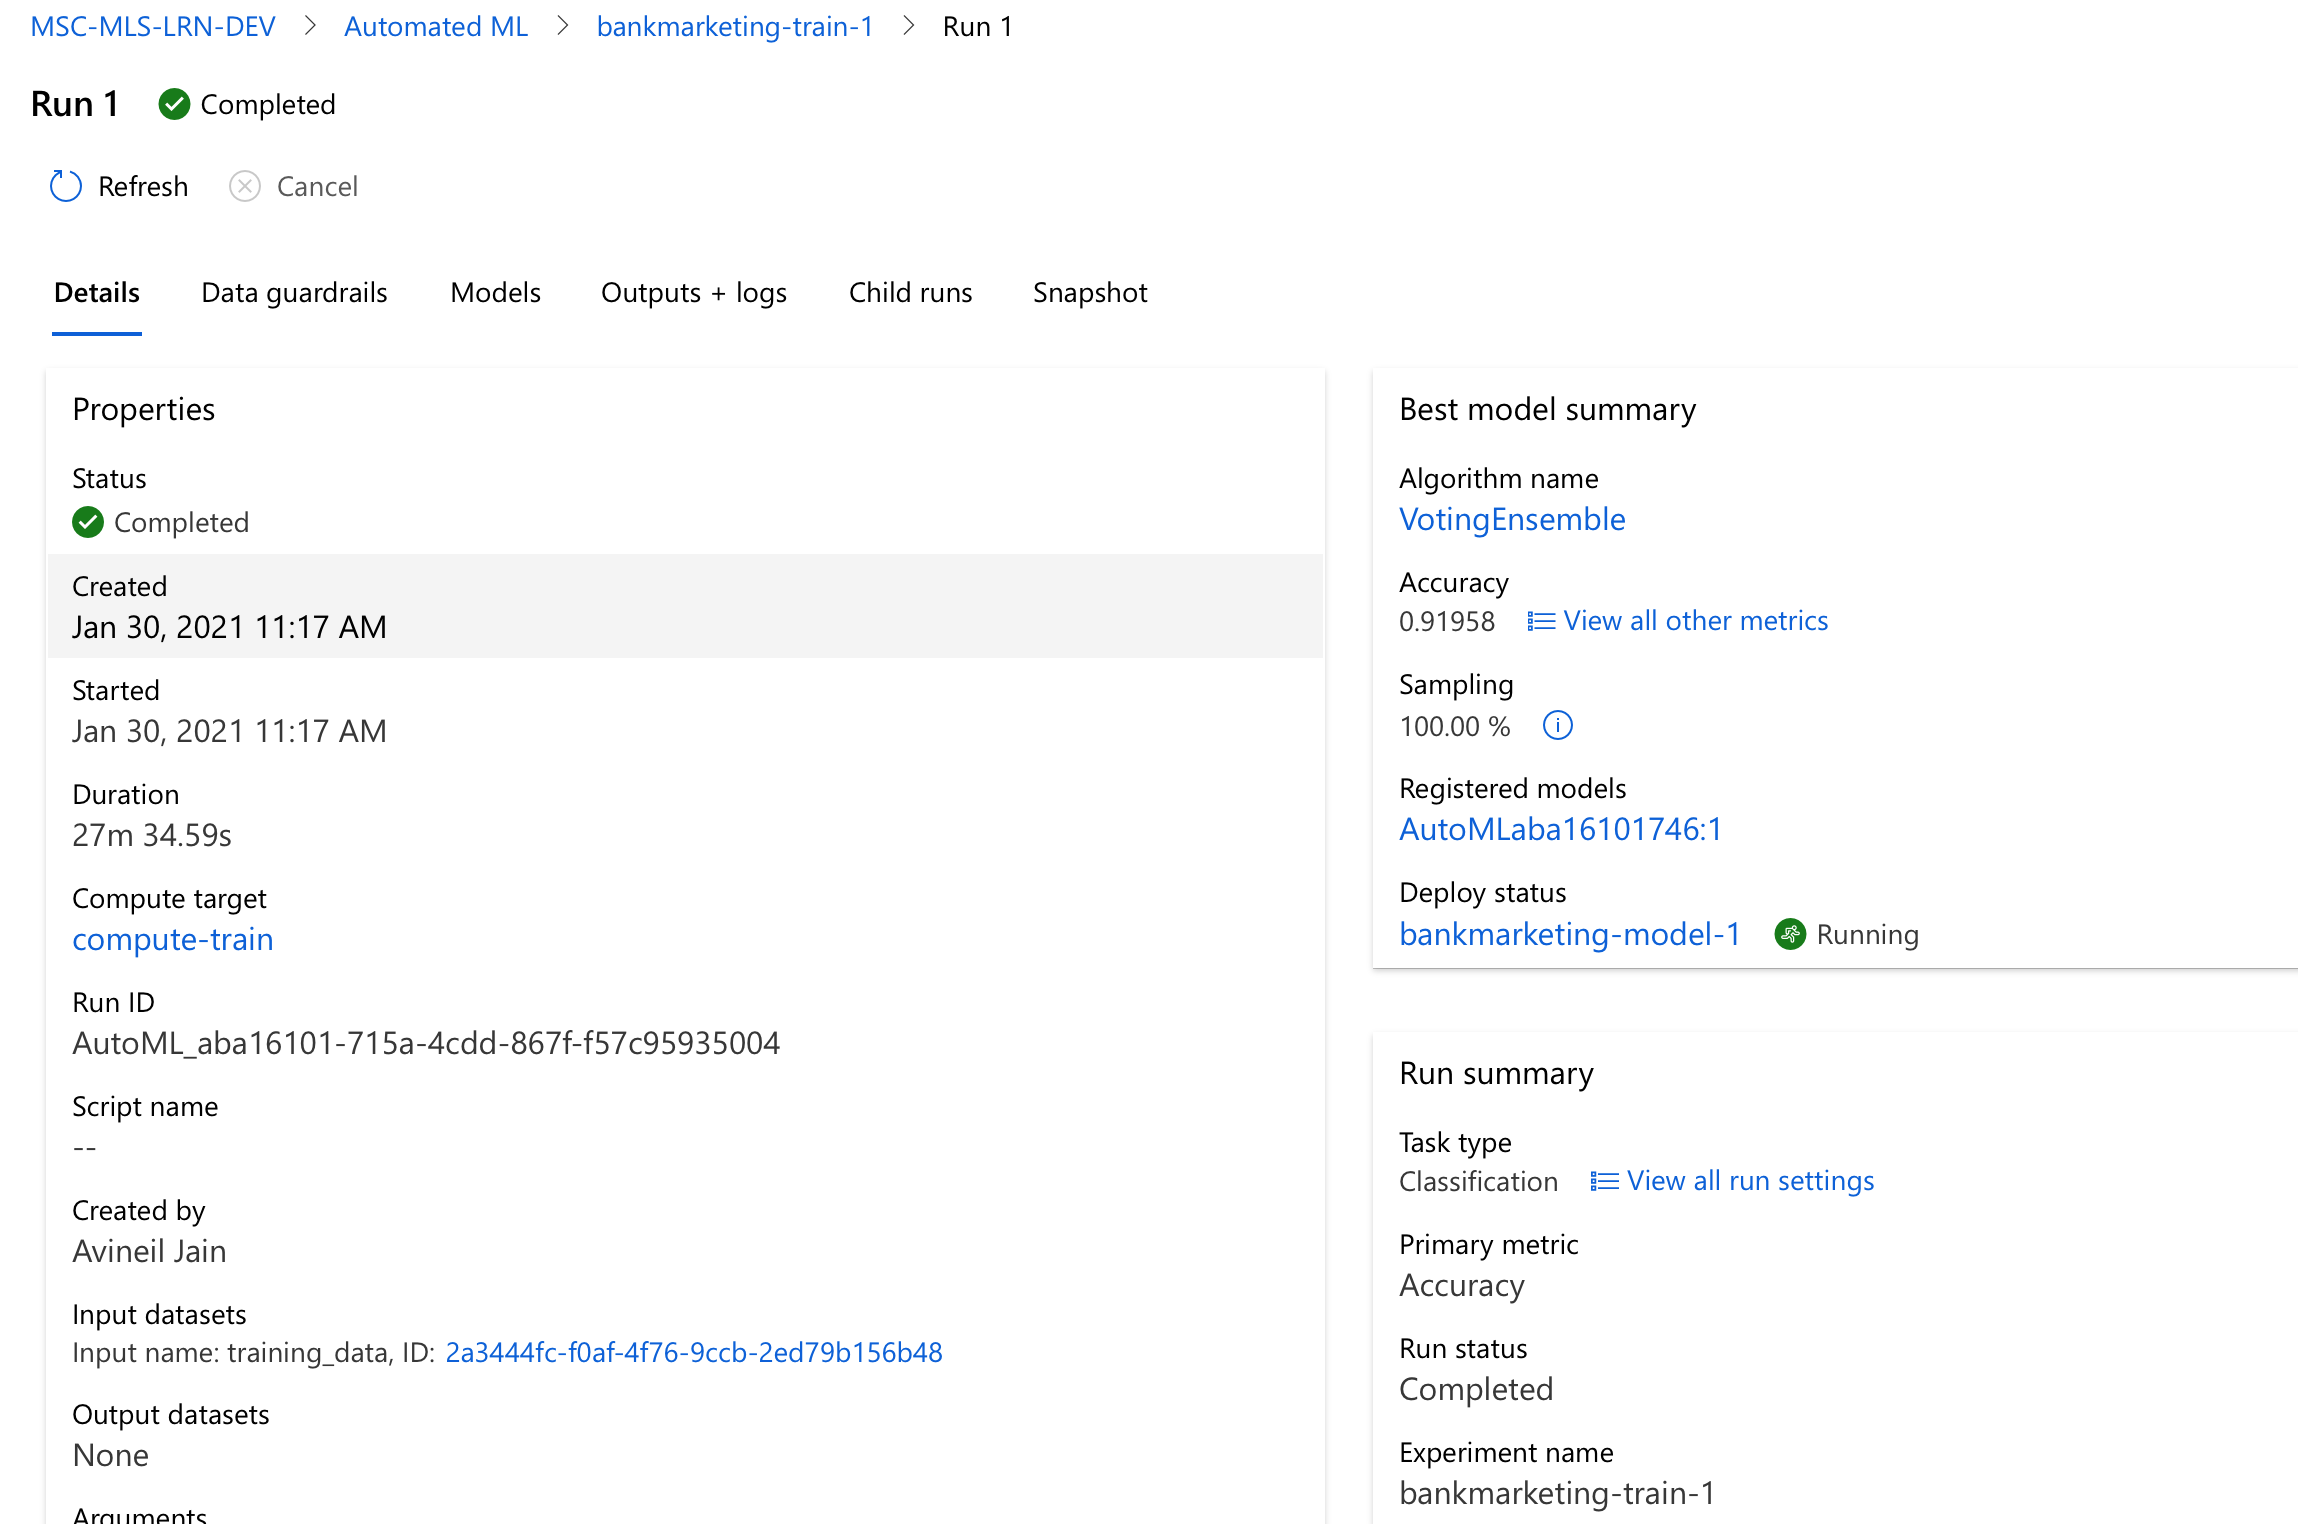 MSC-MLS-LRN-DEV > Automated ML > bankmarketing-train-1 > Run 1
Run 1 Completed
Refresh Cancel
Details Data guardrails Models Outputs + logs Child runs Snapshot
Properties
Status
Completed
Created
Jan 30, 2021 11:17 AM
Started
Jan 30, 2021 11:17 AM
Duration
27m 34.59s
Compute target
compute-train
Run ID
AutoML_aba16101-715a-4cdd-867f-f57c95935004
Script name
--
Created by
Avineil Jain
Input datasets
Input name: training_data, ID: 2a3444fc-f0af-4f76-9ccb-2ed79b156b48
Output datasets
None
Arguments
Best model summary
Algorithm name
VotingEnsemble
Accuracy
0.91958 View all other metrics
Sampling
100.00 %
Registered models
AutoMLaba16101746:1
Deploy status
bankmarketing-model-1 Running
Run summary
Task type
Classification View all run settings
Primary metric
Accuracy
Run status
Completed
Experiment name
bankmarketing-train-1